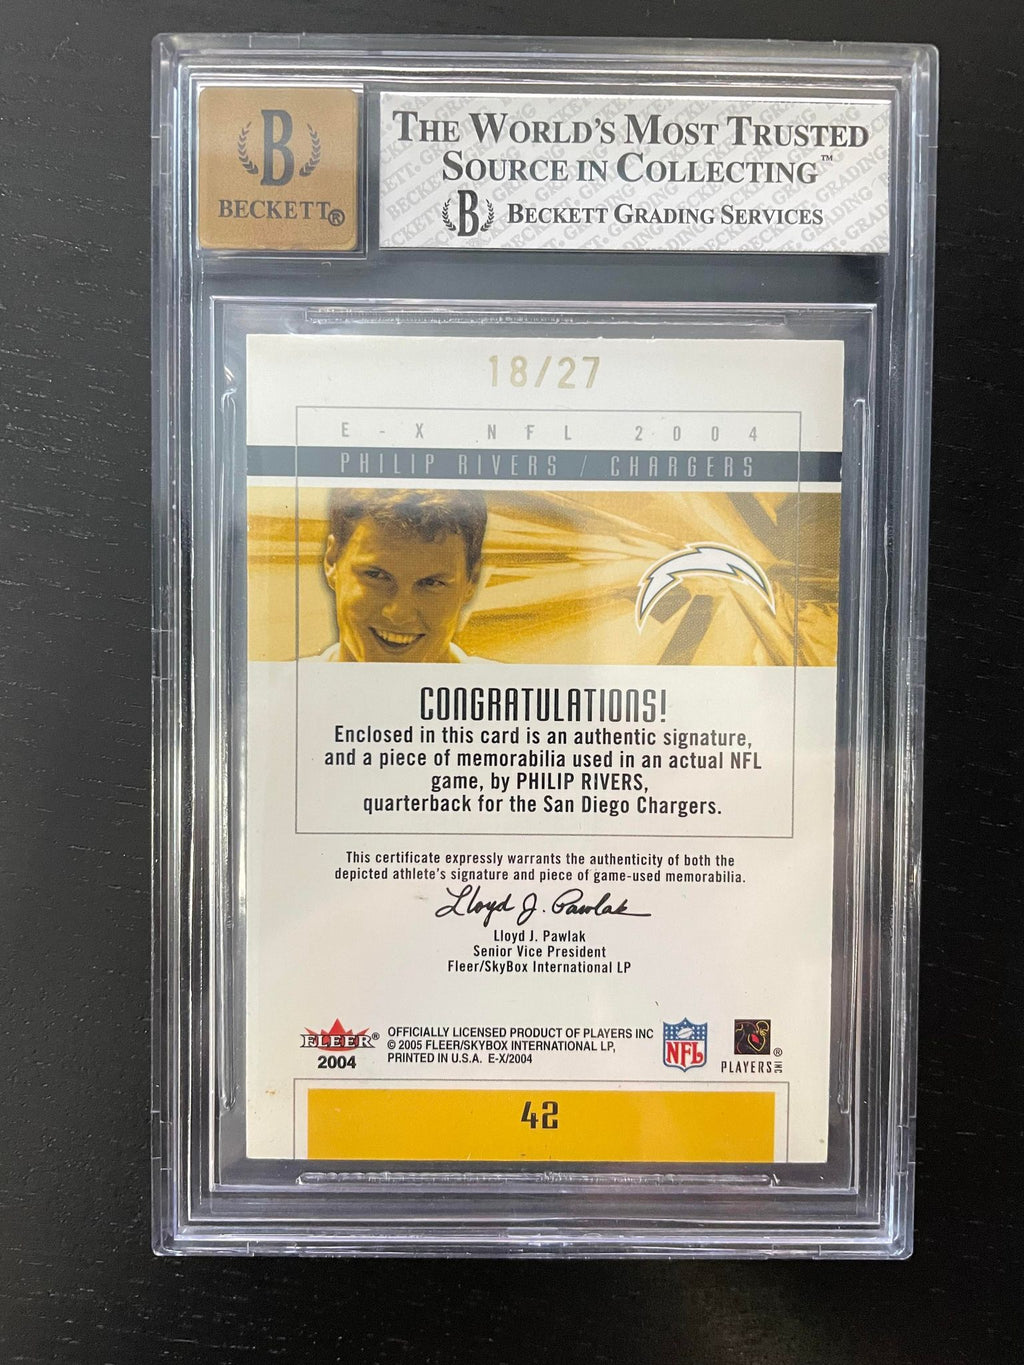 B
BECKETT®
THE WORLD'S MOST TRUSTED
SOURCE IN COLLECTING™
B BECKETT GRADING SERVICES
18/27
E-X NFL 2004
PHILIP RIVERS / CHARGERS
CONGRATULATIONS!
Enclosed in this card is an authentic signature,
and a piece of memorabilia used in an actual NFL
game, by PHILIP RIVERS,
quarterback for the San Diego Chargers.
This certificate expressly warrants the authenticity of both the
depicted athlete's signature and piece of game-used memorabilia.
Lloyd J. Pawlak
Lloyd J. Pawlak
Senior Vice President
Fleer/SkyBox International LP
FLEER®
2004
OFFICIALLY LICENSED PRODUCT OF PLAYERS INC
© 2005 FLEER/SKYBOX INTERNATIONAL LP,
PRINTED IN U.S.A. E-X/2004
NFL
PLAYERS INC ®
42